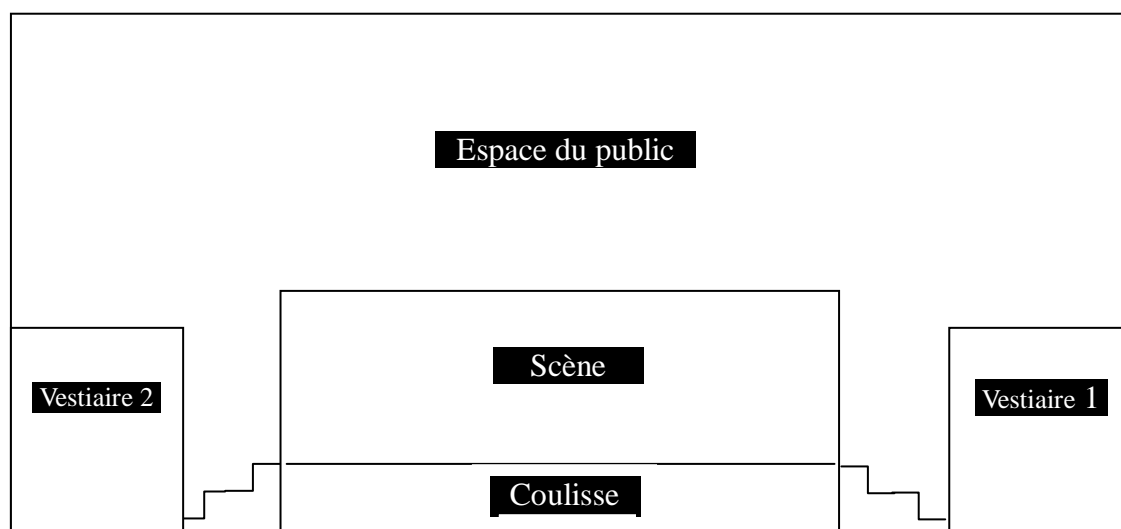 Espace du public
Scène
Vestiaire 2
Vestiaire 1
Coulisse